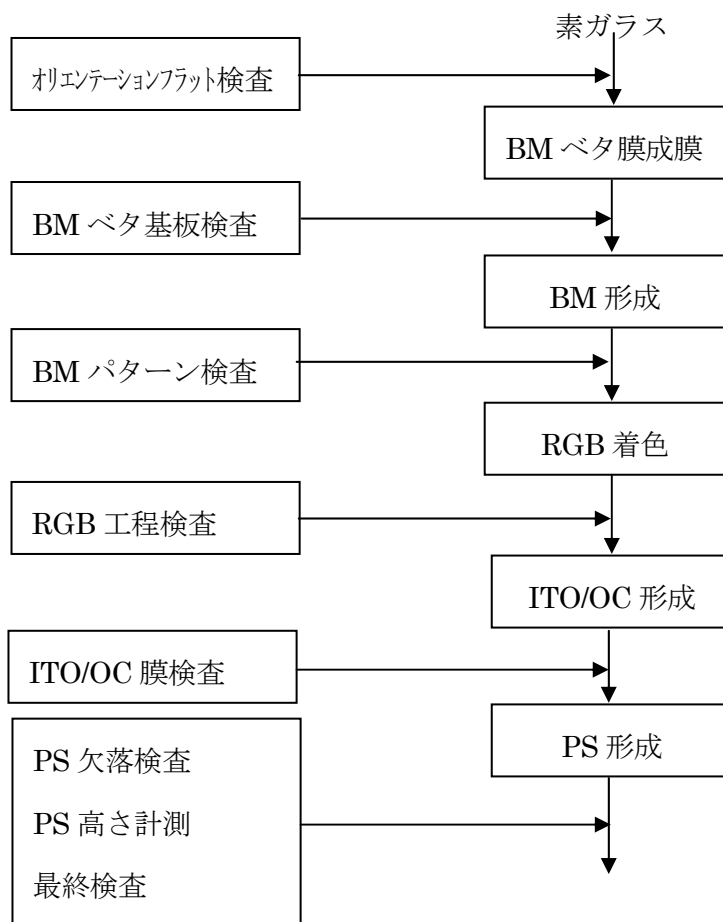 素ガラス
オリエンテーションフラット検査
BM ベタ膜成膜
BM ベタ基板検査
BM 形成
BM パターン検査
RGB 着色
RGB 工程検査
ITO/OC 形成
ITO/OC 膜検査
PS 形成
PS 欠落検査
PS 高さ計測
最終検査